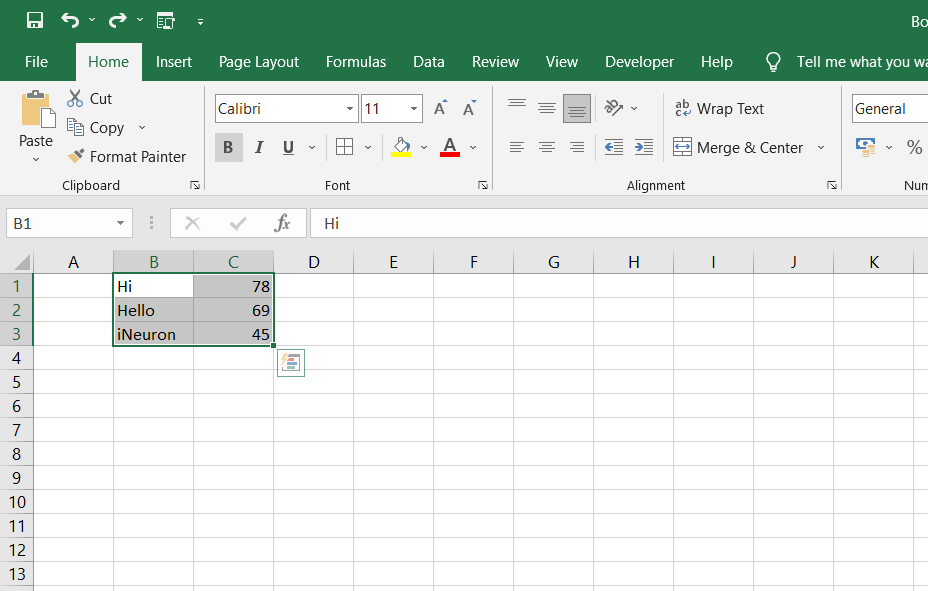 Bo
File Home Insert Page Layout Formulas Data Review View Developer Help Tell me what you wa
Calibri 11
Cut
Copy
Format Painter
Paste
B I U A
ab Wrap Text
Merge & Center
General
%
Clipboard Font Alignment Num
B1 fx Hi
A B C D E F G H I J K
1 Hi 78
2 Hello 69
3 iNeuron 45
4
5
6
7
8
9
10
11
12
13